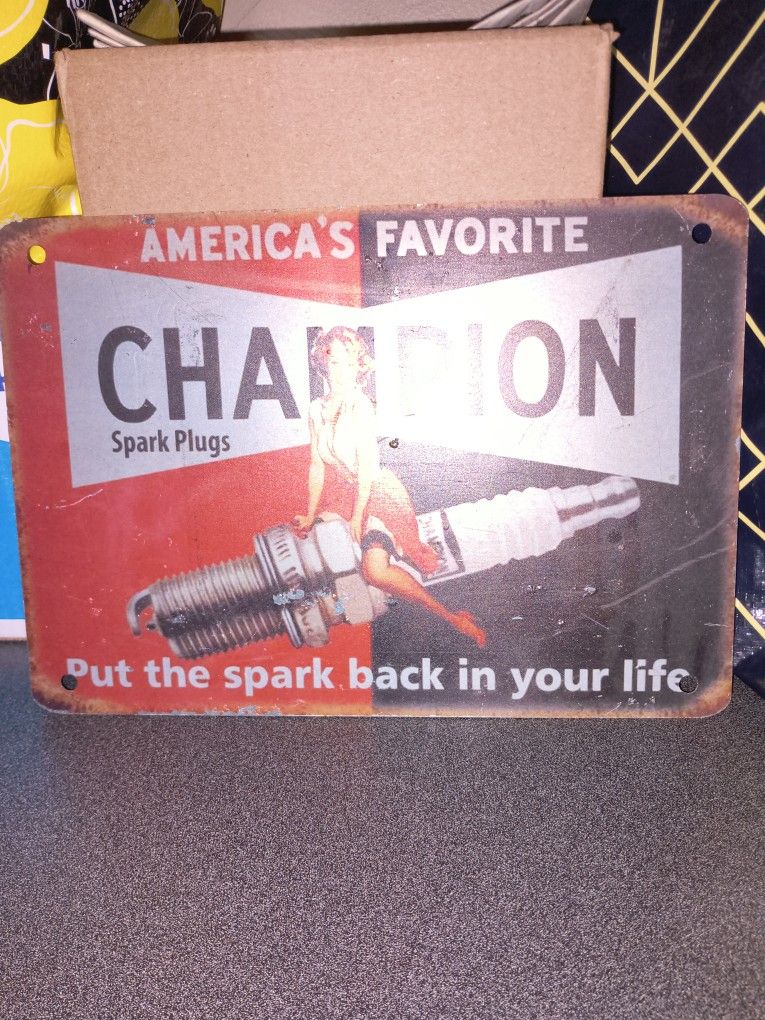 AMERICA'S FAVORITE
CHAMPION
Spark Plugs
Put the spark back in your life